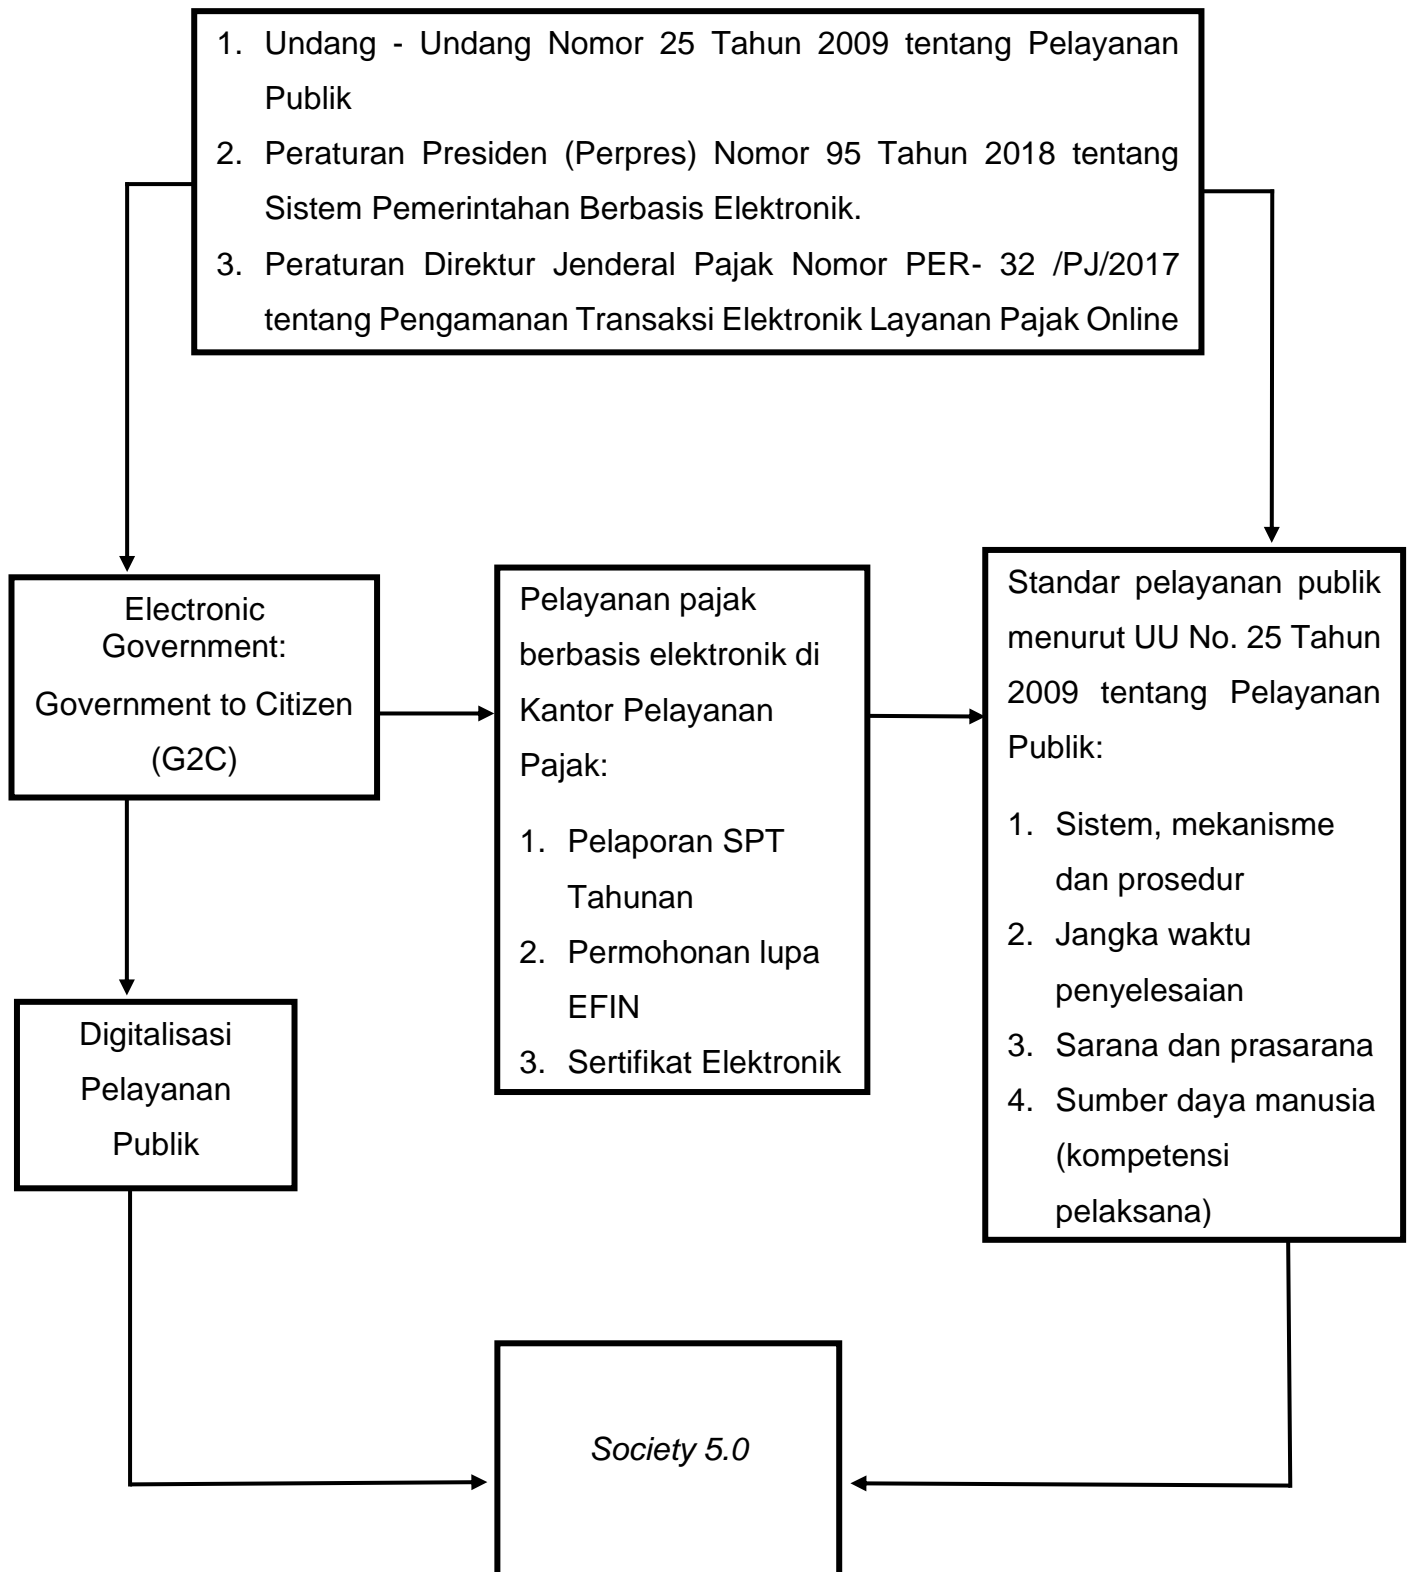 1. Undang - Undang Nomor 25 Tahun 2009 tentang Pelayanan
Publik
2. Peraturan Presiden (Perpres) Nomor 95 Tahun 2018 tentang
Sistem Pemerintahan Berbasis Elektronik.
3. Peraturan Direktur Jenderal Pajak Nomor PER- 32 /PJ/2017
tentang Pengamanan Transaksi Elektronik Layanan Pajak Online
Electronic
Government:
Government to Citizen
(G2C)
Pelayanan pajak
berbasis elektronik di
Kantor Pelayanan
Pajak:
1. Pelaporan SPT
Tahunan
2. Permohonan lupa
EFIN
3. Sertifikat Elektronik
Standar pelayanan publik
menurut UU No. 25 Tahun
2009 tentang Pelayanan
Publik:
1. Sistem, mekanisme
dan prosedur
2. Jangka waktu
penyelesaian
3. Sarana dan prasarana
4. Sumber daya manusia
(kompetensi
pelaksana)
Digitalisasi
Pelayanan
Publik
Society 5.0